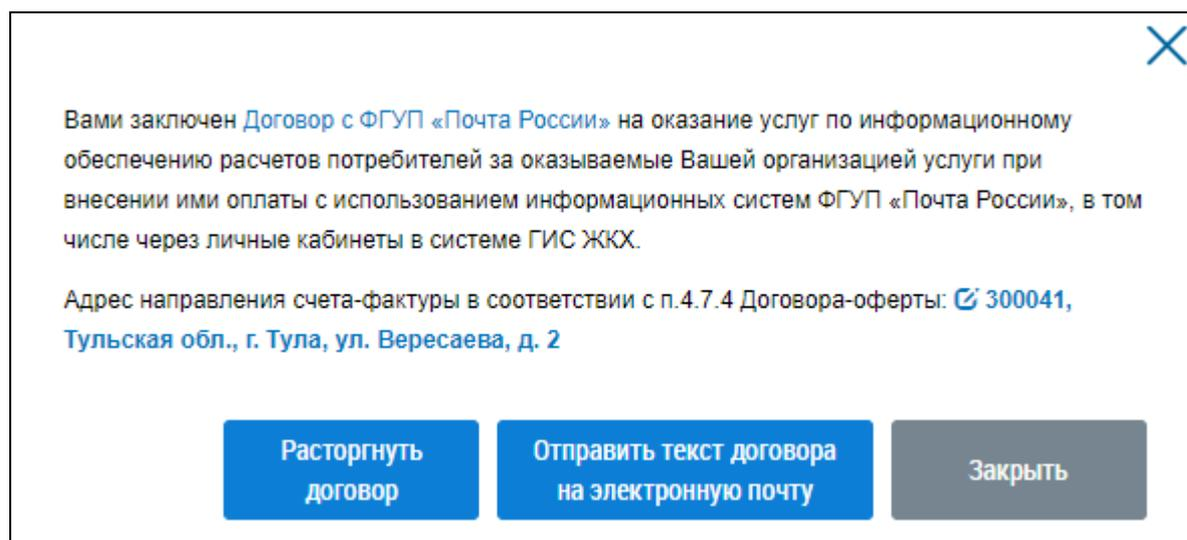 Вами заключен Договор с ФГУП «Почта России» на оказание услуг по информационному
обеспечению расчетов потребителей за оказываемые Вашей организацией услуги при
внесении ими оплаты с использованием информационных систем ФГУП «Почта России», в том
числе через личные кабинеты в системе ГИС ЖКХ.
Адрес направления счета-фактуры в соответствии с п.4.7.4 Договора-оферты: 300041,
Тульская обл., г. Тула, ул. Вересаева, д. 2
Расторгнуть
договор
Отправить текст договора
на электронную почту
Закрыть